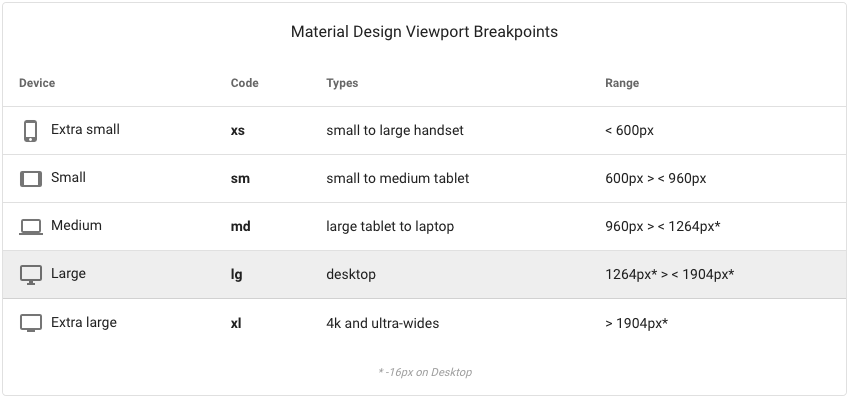 Material Design Viewport Breakpoints
Device Code Types Range
Extra small xs small to large handset < 600px
Small sm small to medium tablet 600px > < 960px
Medium md large tablet to laptop 960px > < 1264px*
Large lg desktop 1264px* > < 1904px*
Extra large xl 4k and ultra-wides > 1904px*
* -16px on Desktop